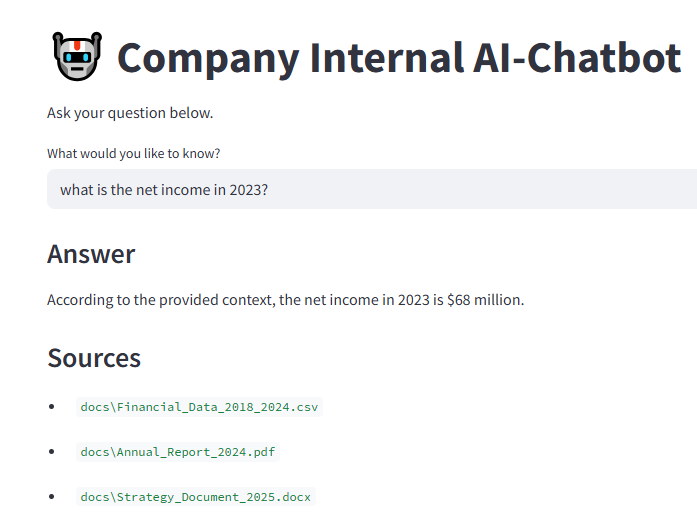 Company Internal AI-Chatbot
Ask your question below.
What would you like to know?
what is the net income in 2023?
Answer
According to the provided context, the net income in 2023 is $68 million.
Sources
docs\Financial_Data_2018_2024.csv
docs\Annual_Report_2024.pdf
docs\Strategy_Document_2025.docx